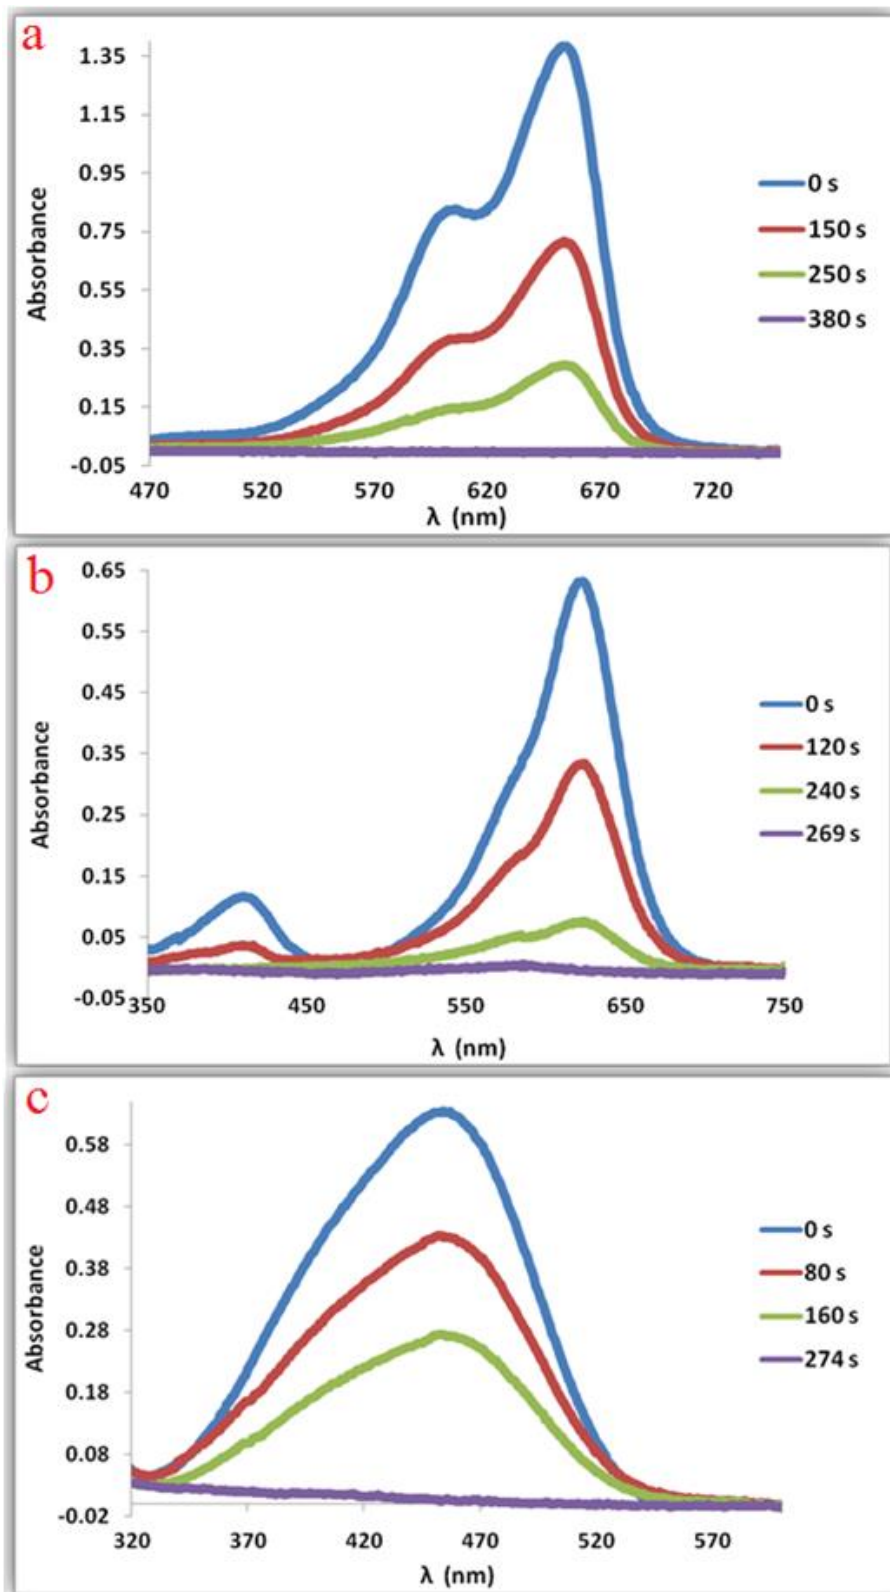 a
1.35
1.15
0.95
0.75
0.55
0.35
0.15
-0.05
Absorbance
470 520 570 620 670 720
λ (nm)
0 s
150 s
250 s
380 s
b
0.65
0.55
0.45
0.35
0.25
0.15
0.05
-0.05
Absorbance
350 450 550 650 750
λ (nm)
0 s
120 s
240 s
269 s
c
0.58
0.48
0.38
0.28
0.18
0.08
-0.02
Absorbance
320 370 420 470 520 570
λ (nm)
0 s
80 s
160 s
274 s